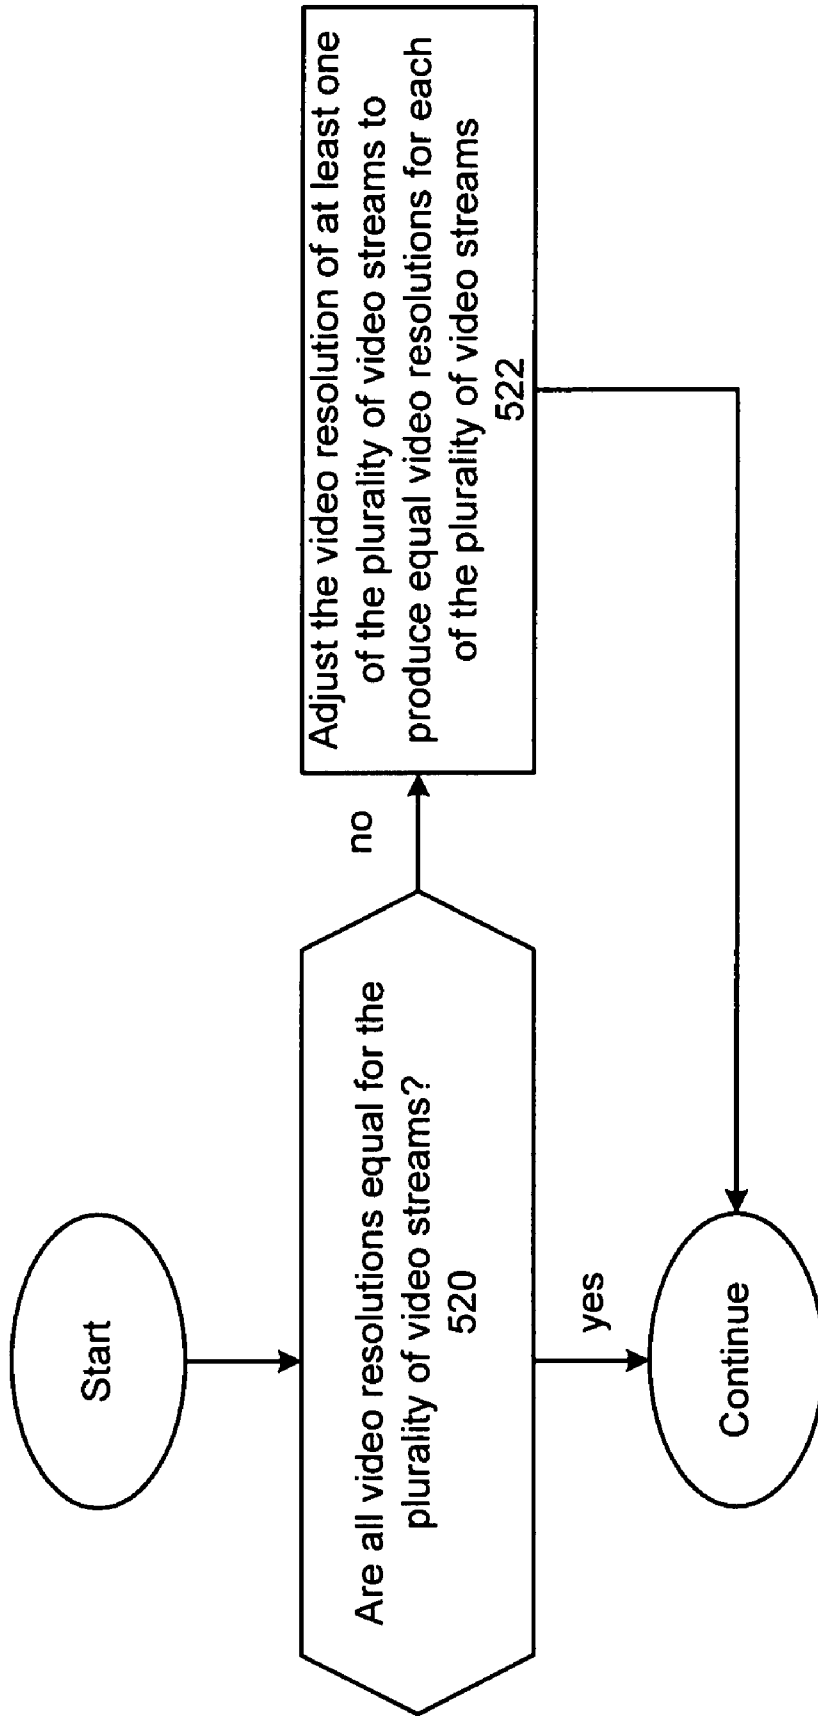 Start
Are all video resolutions equal for the
plurality of video streams?
520
no
Adjust the video resolution of at least one
of the plurality of video streams to
produce equal video resolutions for each
of the plurality of video streams
522
yes
Continue